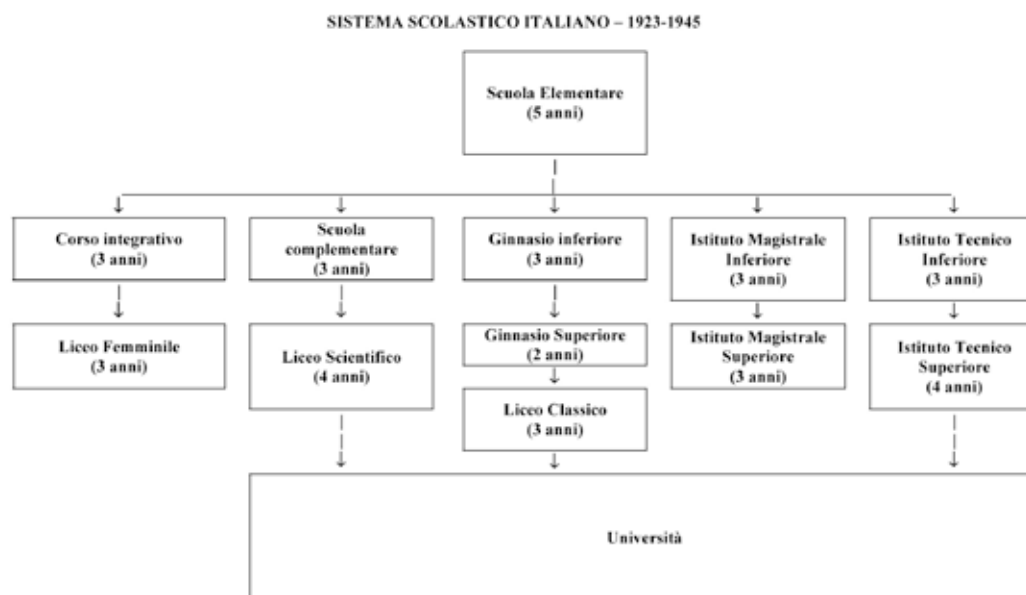 SISTEMA SCOLASTICO ITALIANO – 1923-1945
Scuola Elementare
(5 anni)
Corso integrativo
(3 anni)
Scuola
complementare
(3 anni)
Ginnasio inferiore
(3 anni)
Istituto Magistrale
Inferiore
(3 anni)
Istituto Tecnico
Inferiore
(3 anni)
Liceo Femminile
(3 anni)
Liceo Scientifico
(4 anni)
Ginnasio Superiore
(2 anni)
Liceo Classico
(3 anni)
Istituto Magistrale
Superiore
(3 anni)
Istituto Tecnico
Superiore
(4 anni)
Università